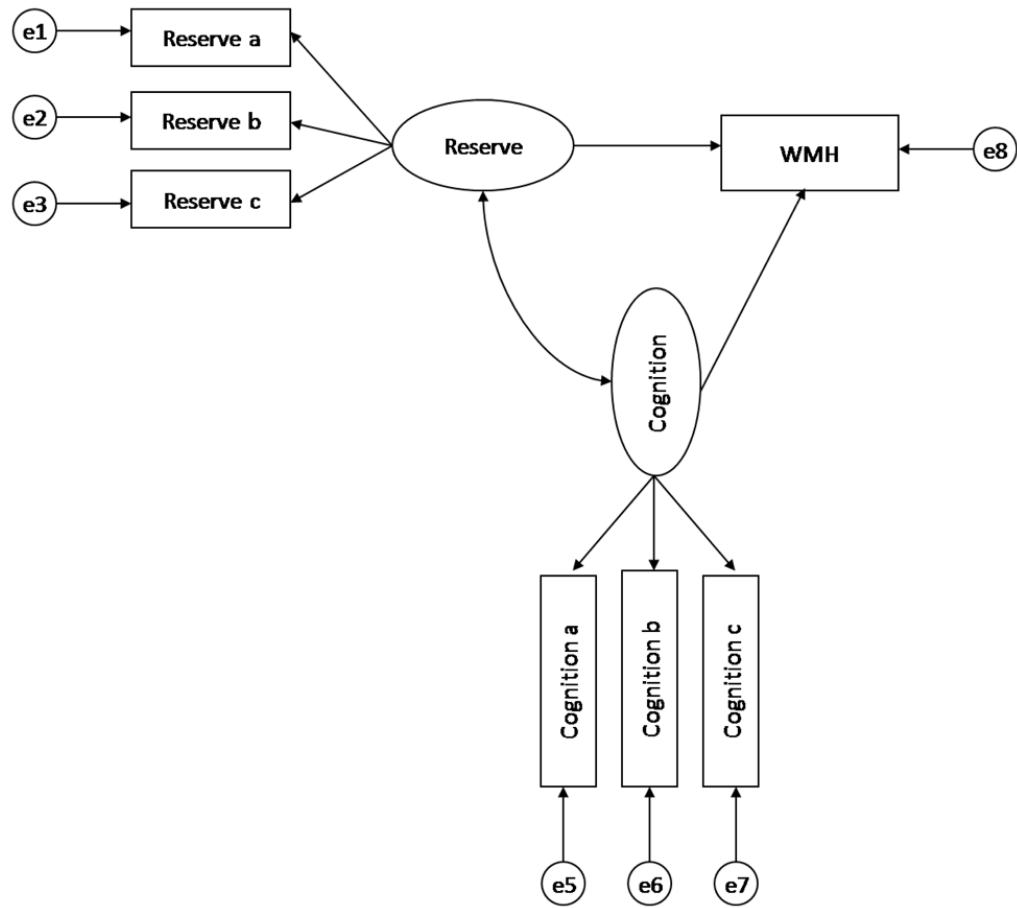 e1
Reserve a
e2
Reserve b
e3
Reserve c
Reserve
WMH
e8
Cognition
Cognition a
Cognition b
Cognition c
e5
e6
e7